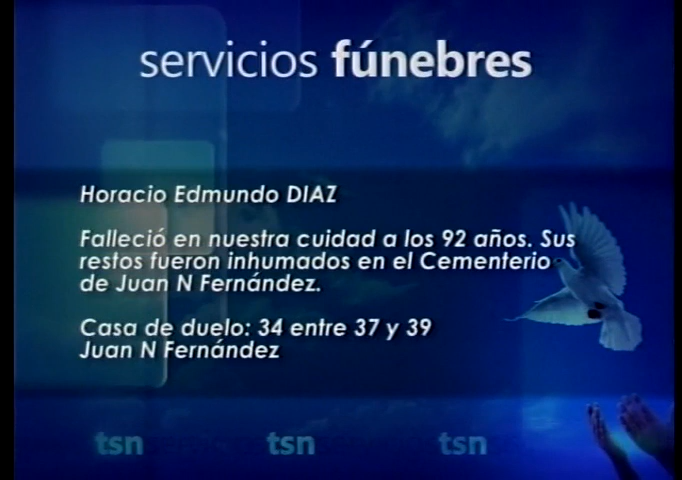 servicios fúnebres
Horacio Edmundo DIAZ
Falleció en nuestra cuidad a los 92 años. Sus
restos fueron inhumados en el Cementerio
de Juan N Fernández.
Casa de duelo: 34 entre 37 y 39
Juan N Fernández
tsn tsn tsn